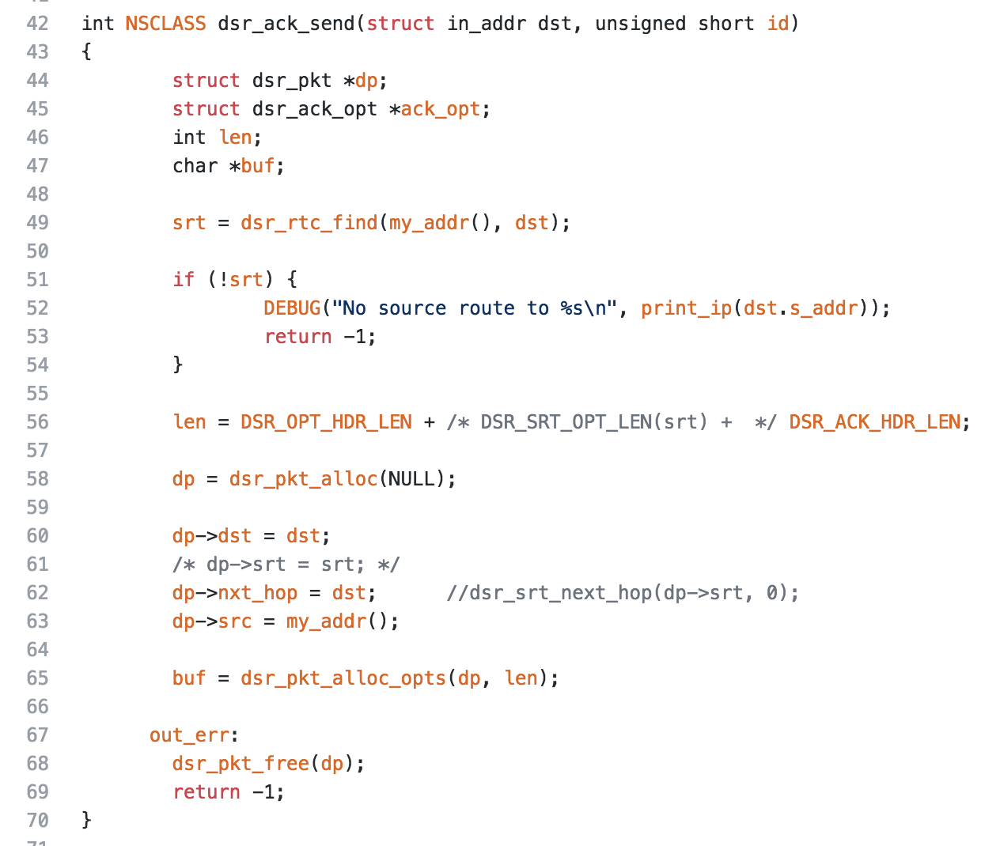 42 int NSCLASS dsr_ack_send(struct in_addr dst, unsigned short id)
43 {
44 struct dsr_pkt *dp;
45 struct dsr_ack_opt *ack_opt;
46 int len;
47 char *buf;
48
49 srt = dsr_rtc_find(my_addr(), dst);
50
51 if (!srt) {
52 DEBUG("No source route to %s\n", print_ip(dst.s_addr));
53 return -1;
54 }
55
56 len = DSR_OPT_HDR_LEN + /* DSR_SRT_OPT_LEN(srt) +  */ DSR_ACK_HDR_LEN;
57
58 dp = dsr_pkt_alloc(NULL);
59
60 dp->dst = dst;
61 /* dp->srt = srt; */
62 dp->nxt_hop = dst; //dsr_srt_next_hop(dp->srt, 0);
63 dp->src = my_addr();
64
65 buf = dsr_pkt_alloc_opts(dp, len);
66
67 out_err:
68 dsr_pkt_free(dp);
69 return -1;
70 }